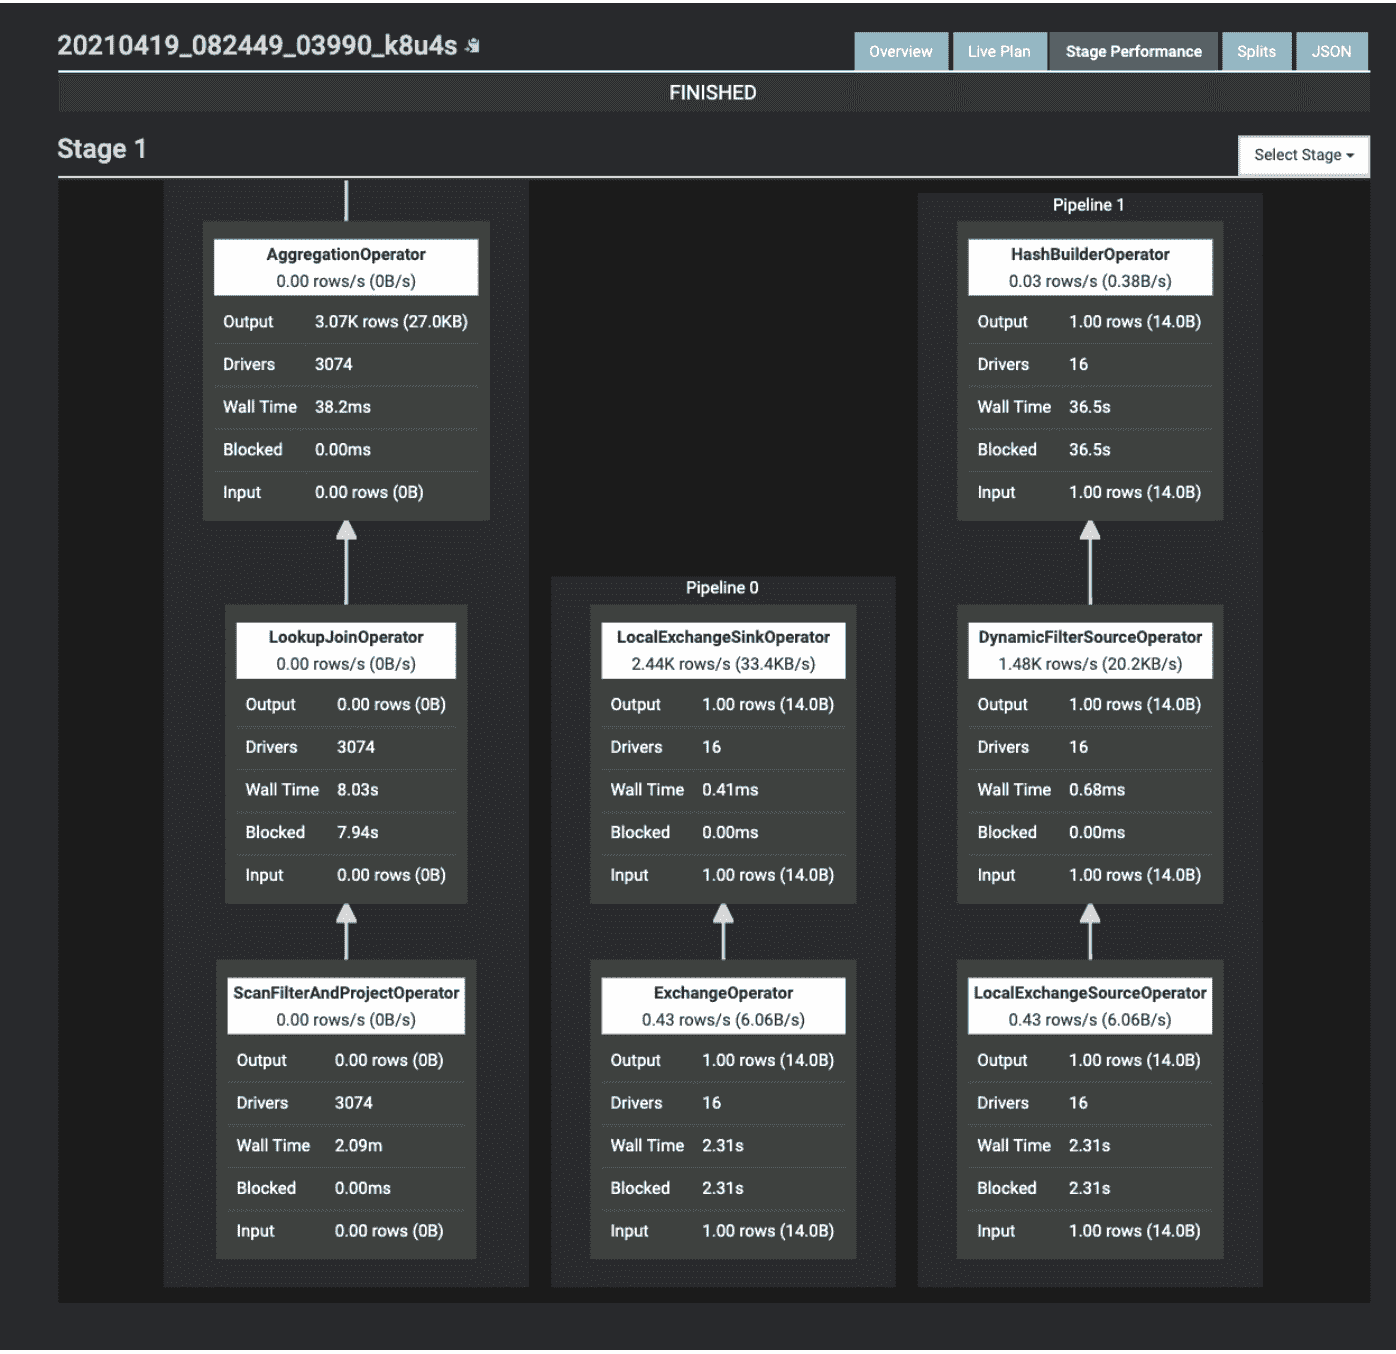 20210419_082449_03990_k8u4s
Overview
Live Plan
Stage Performance
Splits
JSON
FINISHED
Stage 1
Select Stage
AggregationOperator
0.00 rows/s (0B/s)
Output 3.07K rows (27.0KB)
Drivers 3074
Wall Time 38.2ms
Blocked 0.00ms
Input 0.00 rows (0B)
LookupJoinOperator
0.00 rows/s (0B/s)
Output 0.00 rows (0B)
Drivers 3074
Wall Time 8.03s
Blocked 7.94s
Input 0.00 rows (0B)
ScanFilterAndProjectOperator
0.00 rows/s (0B/s)
Output 0.00 rows (0B)
Drivers 3074
Wall Time 2.09m
Blocked 0.00ms
Input 0.00 rows (0B)
Pipeline 0
LocalExchangeSinkOperator
2.44K rows/s (33.4KB/s)
Output 1.00 rows (14.0B)
Drivers 16
Wall Time 0.41ms
Blocked 0.00ms
Input 1.00 rows (14.0B)
ExchangeOperator
0.43 rows/s (6.06B/s)
Output 1.00 rows (14.0B)
Drivers 16
Wall Time 2.31s
Blocked 2.31s
Input 1.00 rows (14.0B)
Pipeline 1
HashBuilderOperator
0.03 rows/s (0.38B/s)
Output 1.00 rows (14.0B)
Drivers 16
Wall Time 36.5s
Blocked 36.5s
Input 1.00 rows (14.0B)
DynamicFilterSourceOperator
1.48K rows/s (20.2KB/s)
Output 1.00 rows (14.0B)
Drivers 16
Wall Time 0.68ms
Blocked 0.00ms
Input 1.00 rows (14.0B)
LocalExchangeSourceOperator
0.43 rows/s (6.06B/s)
Output 1.00 rows (14.0B)
Drivers 16
Wall Time 2.31s
Blocked 2.31s
Input 1.00 rows (14.0B)